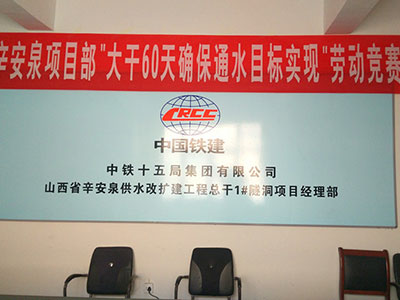 辛安泉项目部"大干60天确保通水目标实现"劳动竞赛
CRCC
中国铁建
中铁十五局集团有限公司
山西省辛安泉供水改扩建工程总干1#隧洞项目经理部